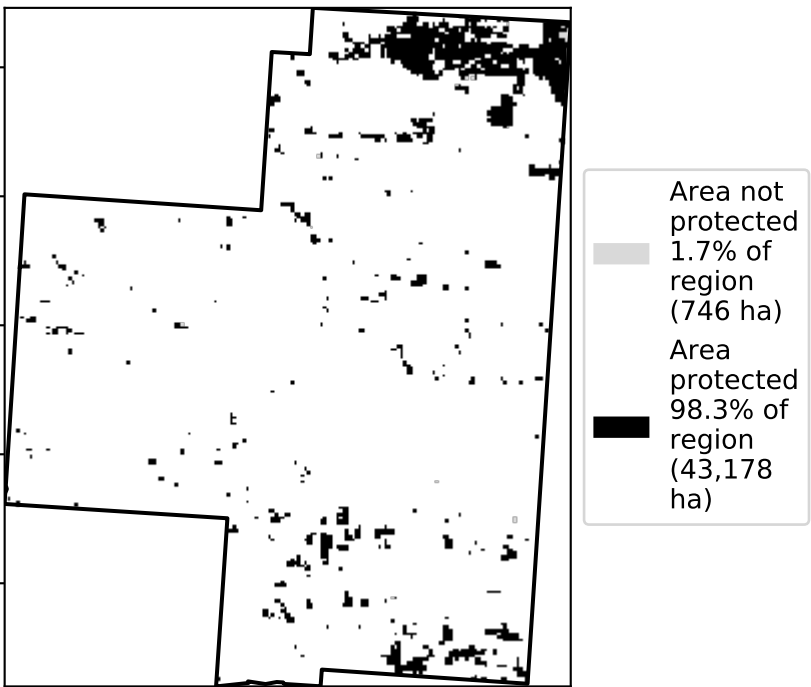 Area not
protected
1.7% of
region
(746 ha)
Area
protected
98.3% of
region
(43,178
ha)